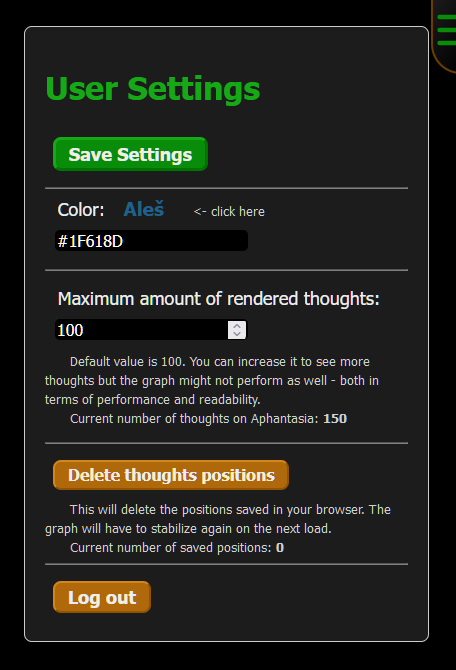 User Settings
Save Settings
Color: Aleš <- click here
#1F618D
Maximum amount of rendered thoughts:
100
Default value is 100. You can increase it to see more
thoughts but the graph might not perform as well - both in
terms of performance and readability.
Current number of thoughts on Aphantasia: 150
Delete thoughts positions
This will delete the positions saved in your browser. The
graph will have to stabilize again on the next load.
Current number of saved positions: 0
Log out